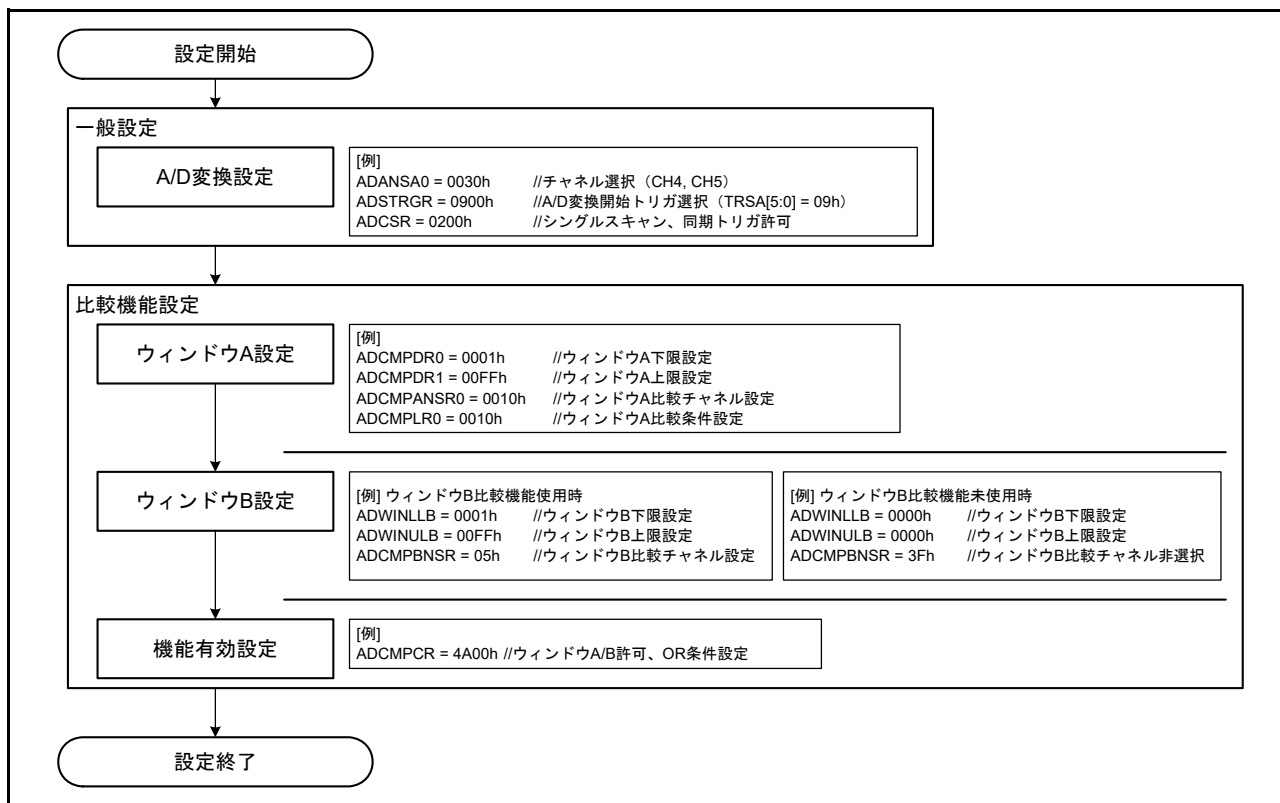 設定開始
一般設定
A/D変換設定
[例]
ADANSA0 = 0030h //チャネル選択（CH4, CH5）
ADSTRGR = 0900h //A/D変換開始トリガ選択（TRSA[5:0] = 09h）
ADCSR = 0200h //シングルスキャン、同期トリガ許可
比較機能設定
ウィンドウA設定
[例]
ADCMPDR0 = 0001h //ウィンドウA下限設定
ADCMPDR1 = 00FFh //ウィンドウA上限設定
ADCMPANSR0 = 0010h //ウィンドウA比較チャネル設定
ADCMPLR0 = 0010h //ウィンドウA比較条件設定
ウィンドウB設定
[例] ウィンドウB比較機能使用時
ADWINLLB = 0001h //ウィンドウB下限設定
ADWINULB = 00FFh //ウィンドウB上限設定
ADCMPBNSR = 05h //ウィンドウB比較チャネル設定
[例] ウィンドウB比較機能未使用時
ADWINLLB = 0000h //ウィンドウB下限設定
ADWINULB = 0000h //ウィンドウB上限設定
ADCMPBNSR = 3Fh //ウィンドウB比較チャネル非選択
機能有効設定
[例]
ADCMPCR = 4A00h //ウィンドウA/B許可、OR条件設定
設定終了